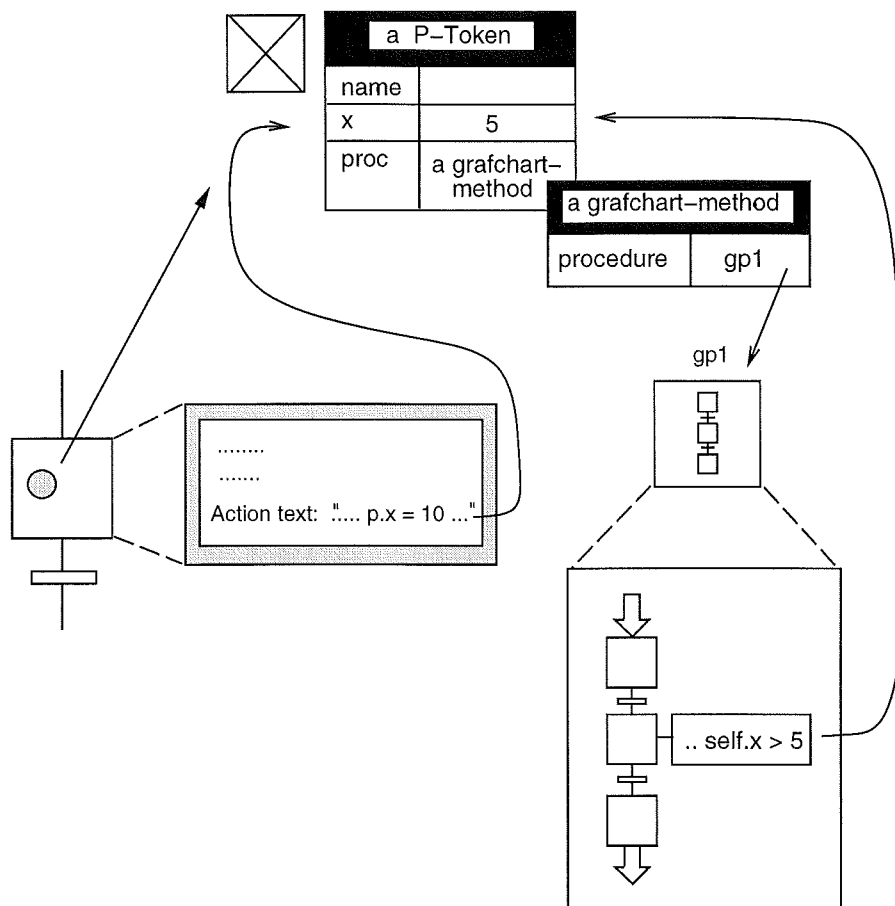 a P–Token
name
x 5
proc a grafchart–
method
a grafchart–method
procedure gp1
gp1
........
.......
Action text: ".... p.x = 10 ..."
.. self.x > 5